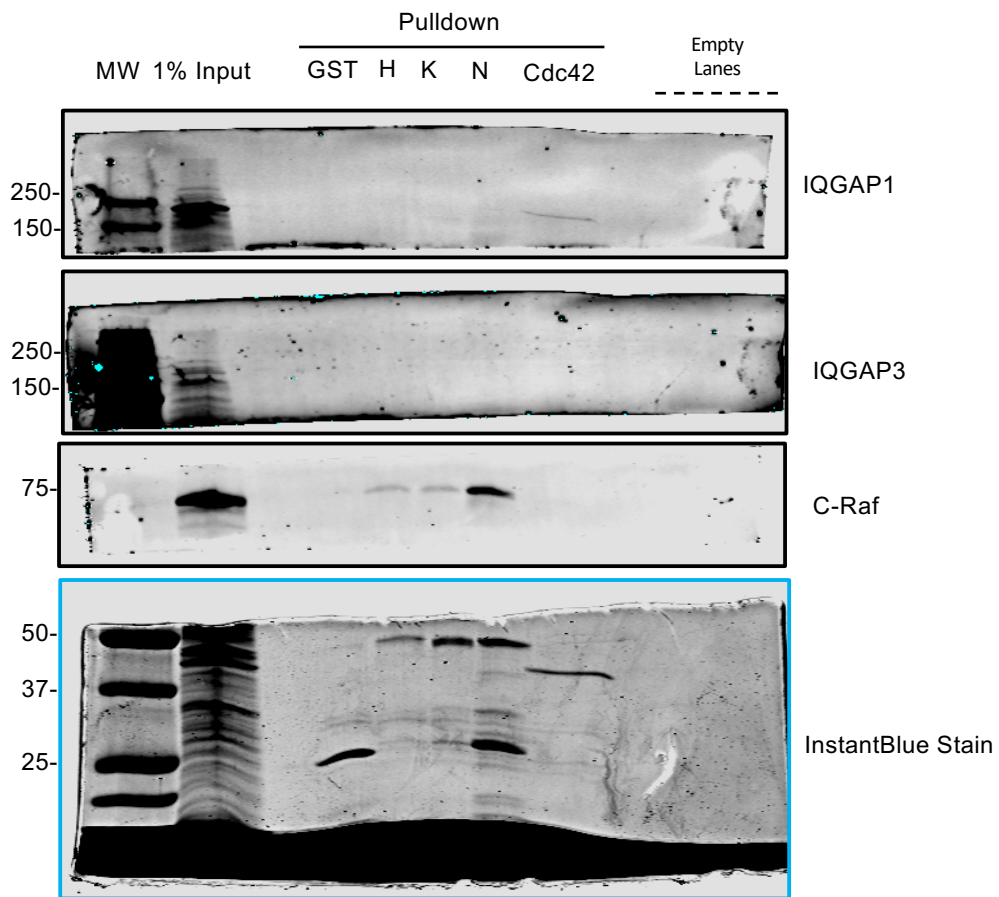 Pulldown
Empty
Lanes
MW 1% Input GST H K N Cdc42
250-
150-
IQGAP1
250-
150-
IQGAP3
75-
C-Raf
50-
37-
25-
InstantBlue Stain